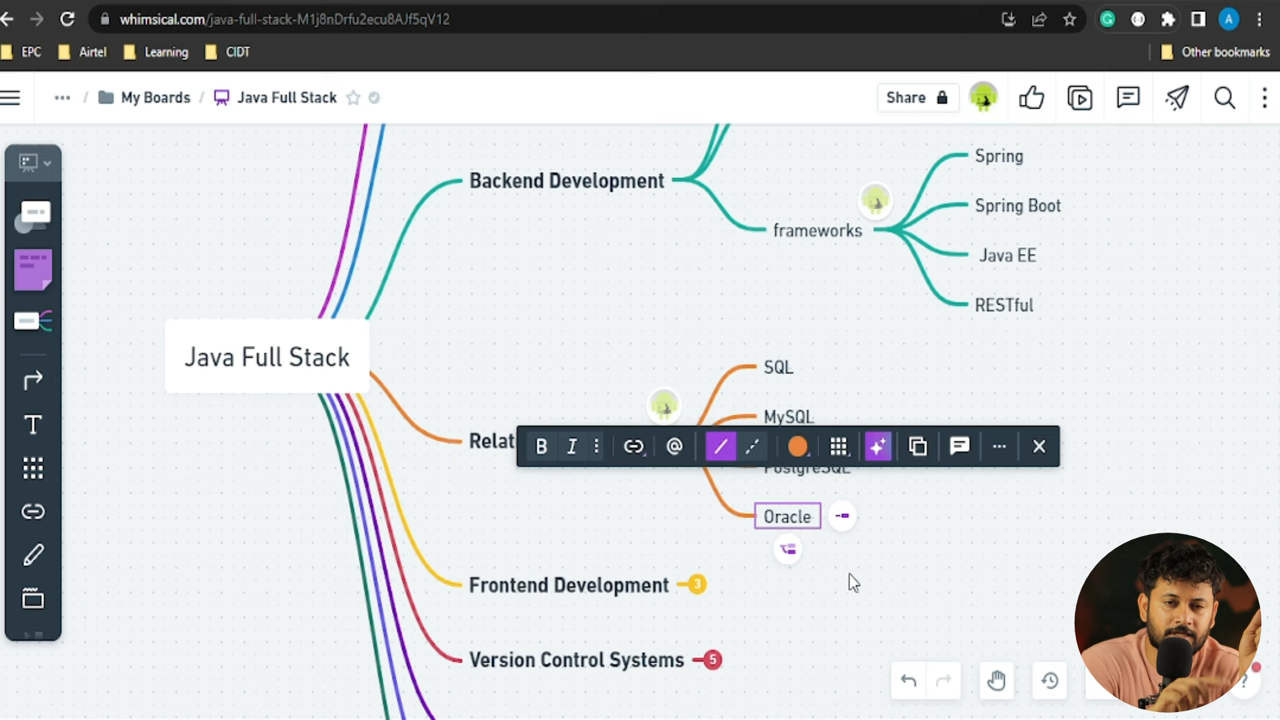 whimsical.com/java-full-stack-M1j8nDrfu2ecu8AJf5qV12
A
EPC
Airtel
Learning
CIDT
Other bookmarks
... / My Boards / Java Full Stack
Share
Backend Development
frameworks
Spring
Spring Boot
Java EE
RESTful
Java Full Stack
SQL
MySQL
Relat
B I @
PostgreSQL
Oracle
Frontend Development 3
Version Control Systems 5
T
?